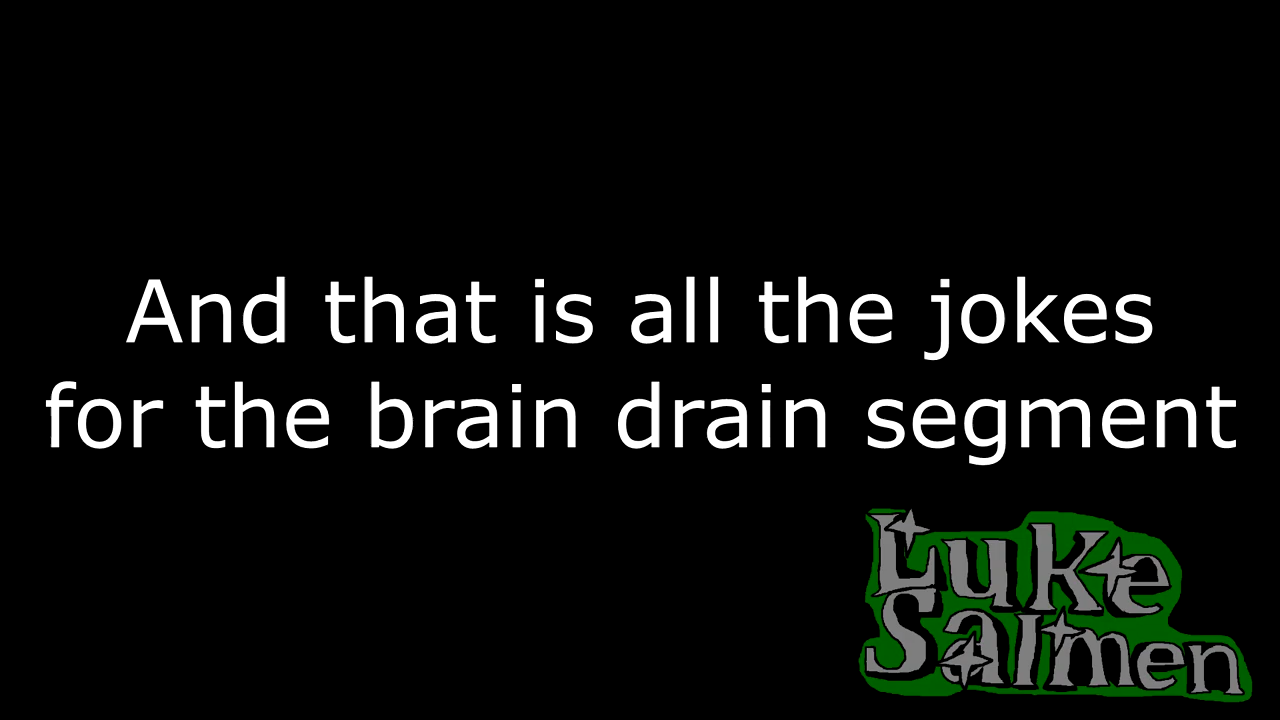 And that is all the jokes
for the brain drain segment
Luke
Salmen